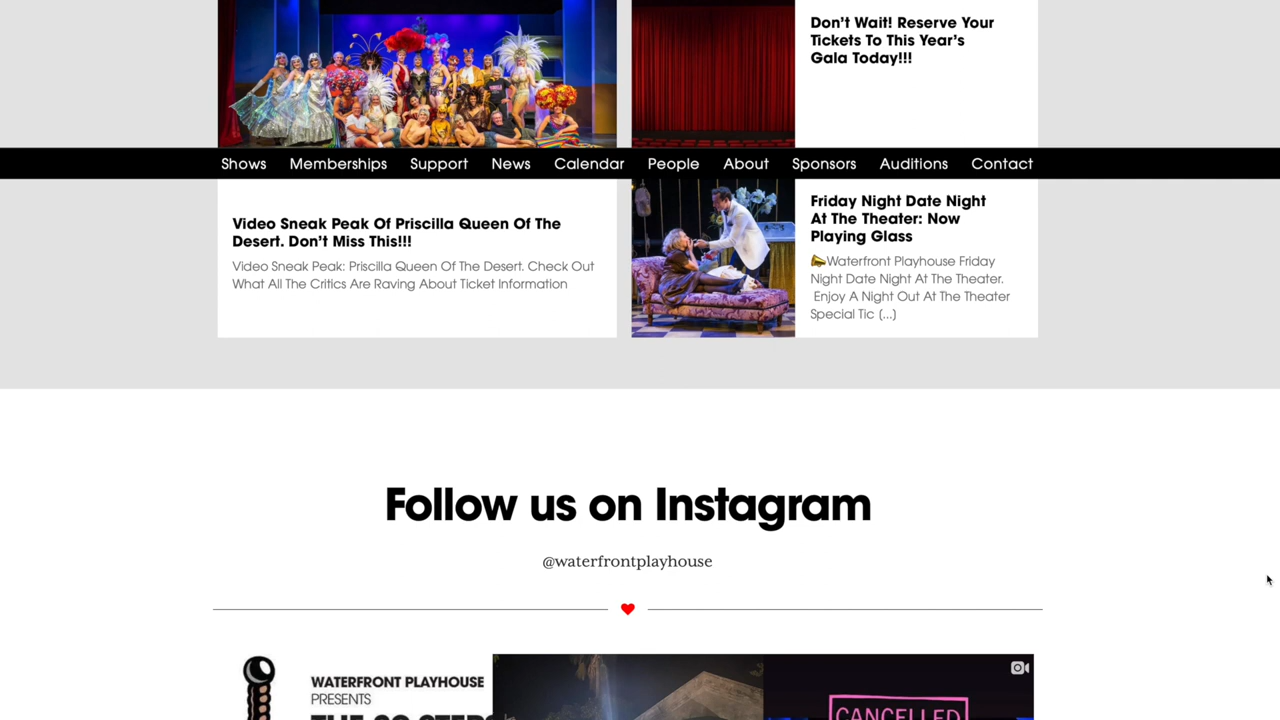 Don't Wait! Reserve Your
Tickets To This Year's
Gala Today!!!
Shows Memberships Support News Calendar People About Sponsors Auditions Contact
Video Sneak Peak Of Priscilla Queen Of The
Desert. Don't Miss This!!!
Video Sneak Peak: Priscilla Queen Of The Desert. Check Out
What All The Critics Are Raving About Ticket Information
Friday Night Date Night
At The Theater: Now
Playing Glass
📣Waterfront Playhouse Friday
Night Date Night At The Theater.
Enjoy A Night Out At The Theater
Special Tic [...]
Follow us on Instagram
@waterfrontplayhouse
WATERFRONT PLAYHOUSE
PRESENTS
CANCELLED